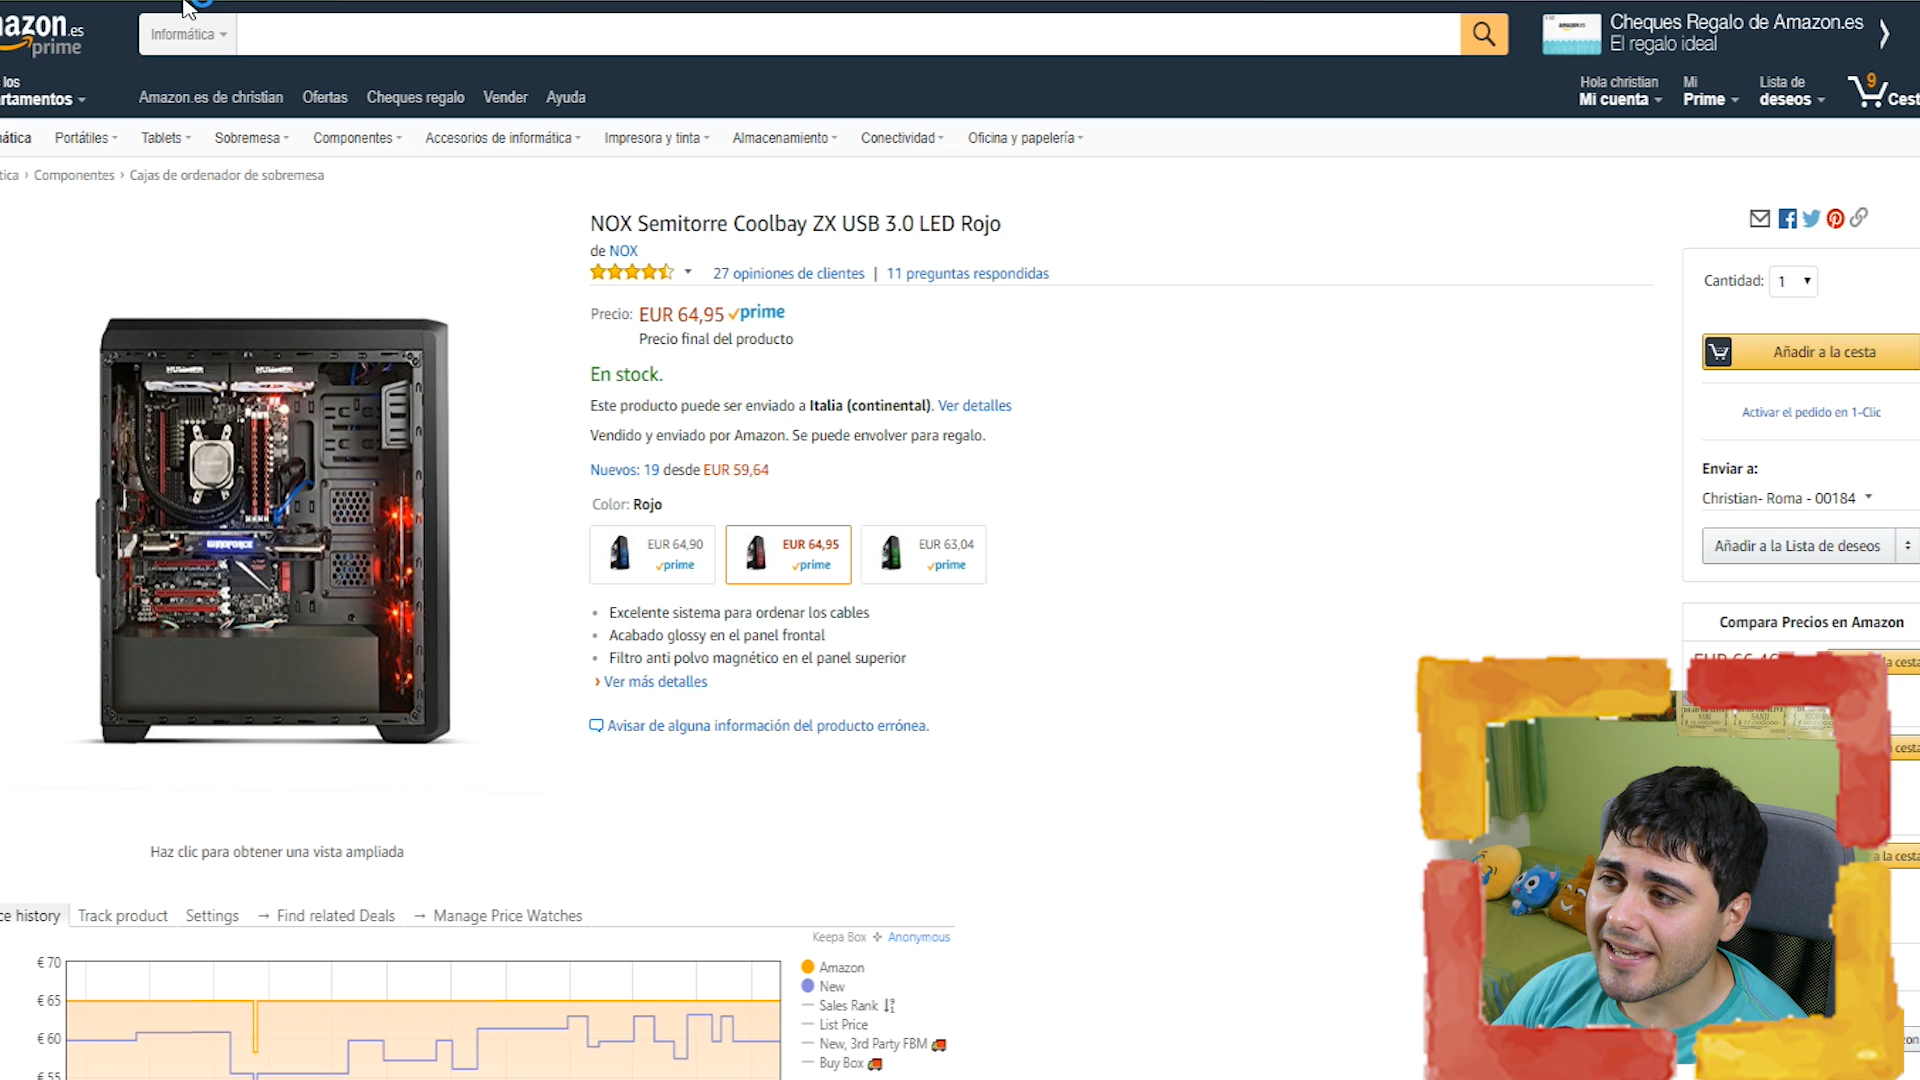 amazon.es
prime
Informática
Cheques Regalo de Amazon.es
El regalo ideal
los
rtamentos
Amazon.es de christian
Ofertas
Cheques regalo
Vender
Ayuda
Hola christian
Mi cuenta
Mi
Prime
Lista de
deseos
9
Cest
ática
Portátiles
Tablets
Sobremesa
Componentes
Accesorios de informática
Impresora y tinta
Almacenamiento
Conectividad
Oficina y papelería
tica › Componentes › Cajas de ordenador de sobremesa
NOX Semitorre Coolbay ZX USB 3.0 LED Rojo
de NOX
27 opiniones de clientes | 11 preguntas respondidas
Precio: EUR 64,95 prime
Precio final del producto
En stock.
Este producto puede ser enviado a Italia (continental). Ver detalles
Vendido y enviado por Amazon. Se puede envolver para regalo.
Nuevos: 19 desde EUR 59,64
Color: Rojo
EUR 64,90
prime
EUR 64,95
prime
EUR 63,04
prime
• Excelente sistema para ordenar los cables
• Acabado glossy en el panel frontal
• Filtro anti polvo magnético en el panel superior
› Ver más detalles
Avisar de alguna información del producto errónea.
Haz clic para obtener una vista ampliada
Cantidad: 1
Añadir a la cesta
Activar el pedido en 1-Clic
Enviar a:
Christian- Roma - 00184
Añadir a la Lista de deseos
Compara Precios en Amazon
a cesta
cesta
a la cesta
SANJI
ce history
Track product
Settings
→ Find related Deals
→ Manage Price Watches
Keepa Box
Anonymous
€ 70
€ 65
€ 60
€ 55
Amazon
New
Sales Rank
List Price
New, 3rd Party FBM
Buy Box